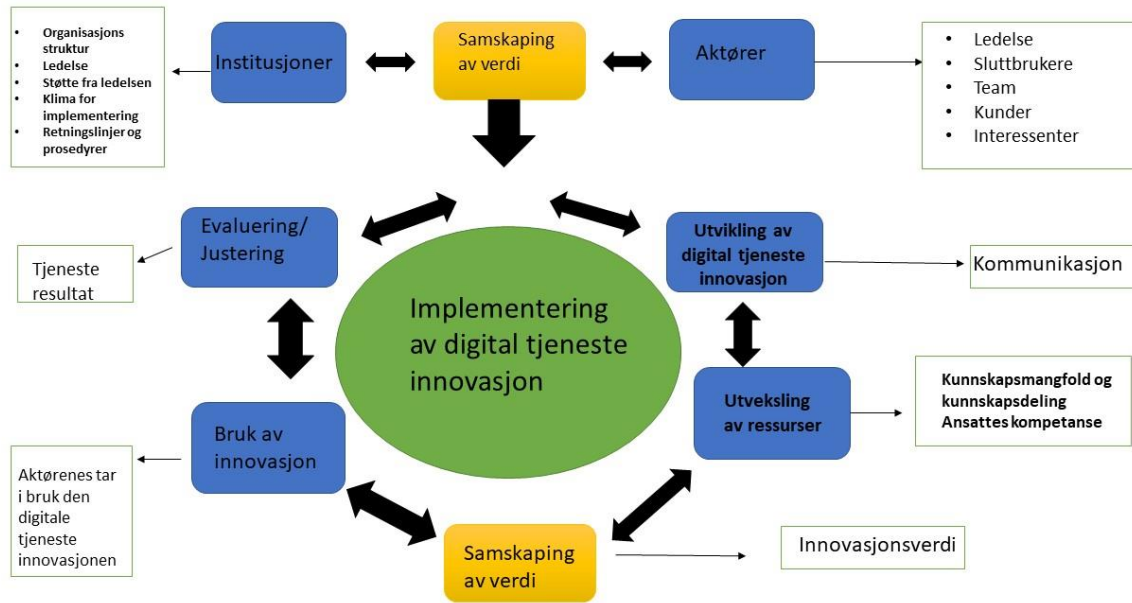 • Organisasjons
struktur
• Ledelse
• Støtte fra ledelsen
• Klima for
implementering
• Retningslinjer og
prosedyrer
Institusjoner
Samskaping
av verdi
Aktører
• Ledelse
• Sluttbrukere
• Team
• Kunder
• Interessenter
Evaluering/
Justering
Tjeneste
resultat
Utvikling av
digital tjeneste
innovasjon
Kommunikasjon
Implementering
av digital tjeneste
innovasjon
Utveksling
av ressurser
Kunnskapsmangfold og
kunnskapsdeling
Ansattes kompetanse
Bruk av
innovasjon
Aktørenes tar
i bruk den
digitale
tjeneste
innovasjonen
Samskaping
av verdi
Innovasjonsverdi